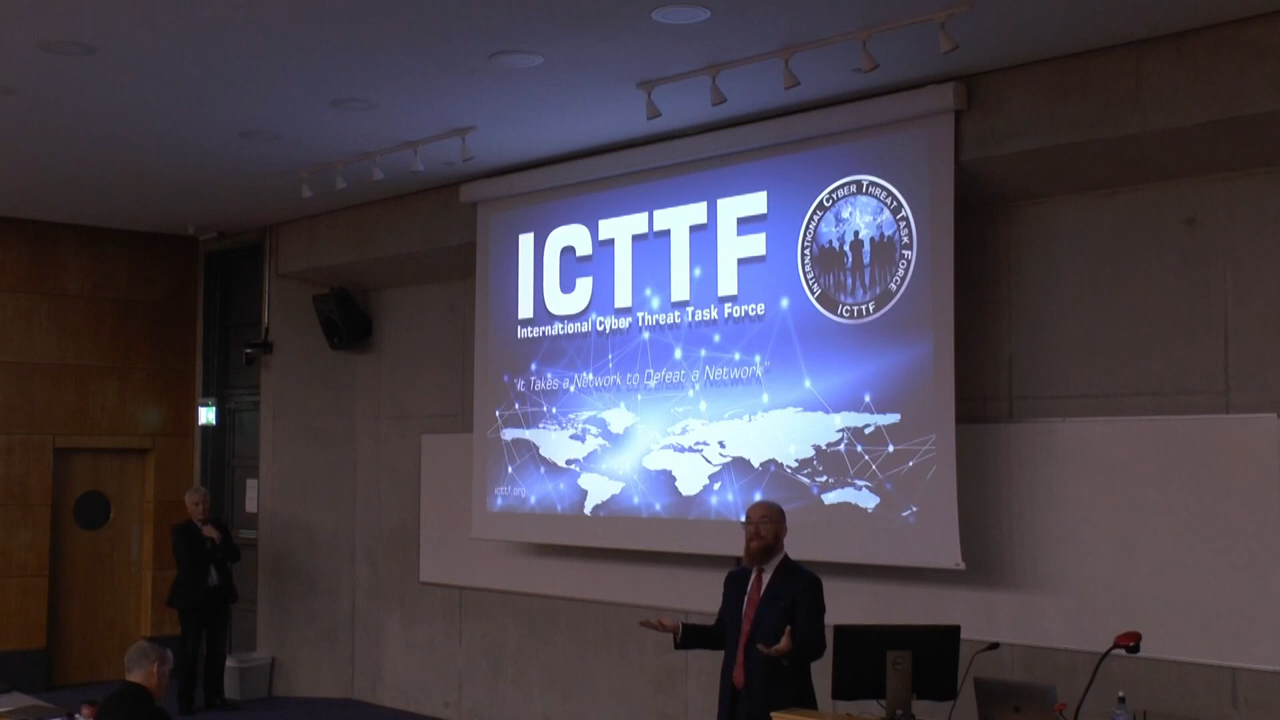 ICTTF
International Cyber Threat Task Force
"It Takes a Network to Defeat a Network"
icttf.org
INTERNATIONAL CYBER THREAT TASK FORCE
ICTTF